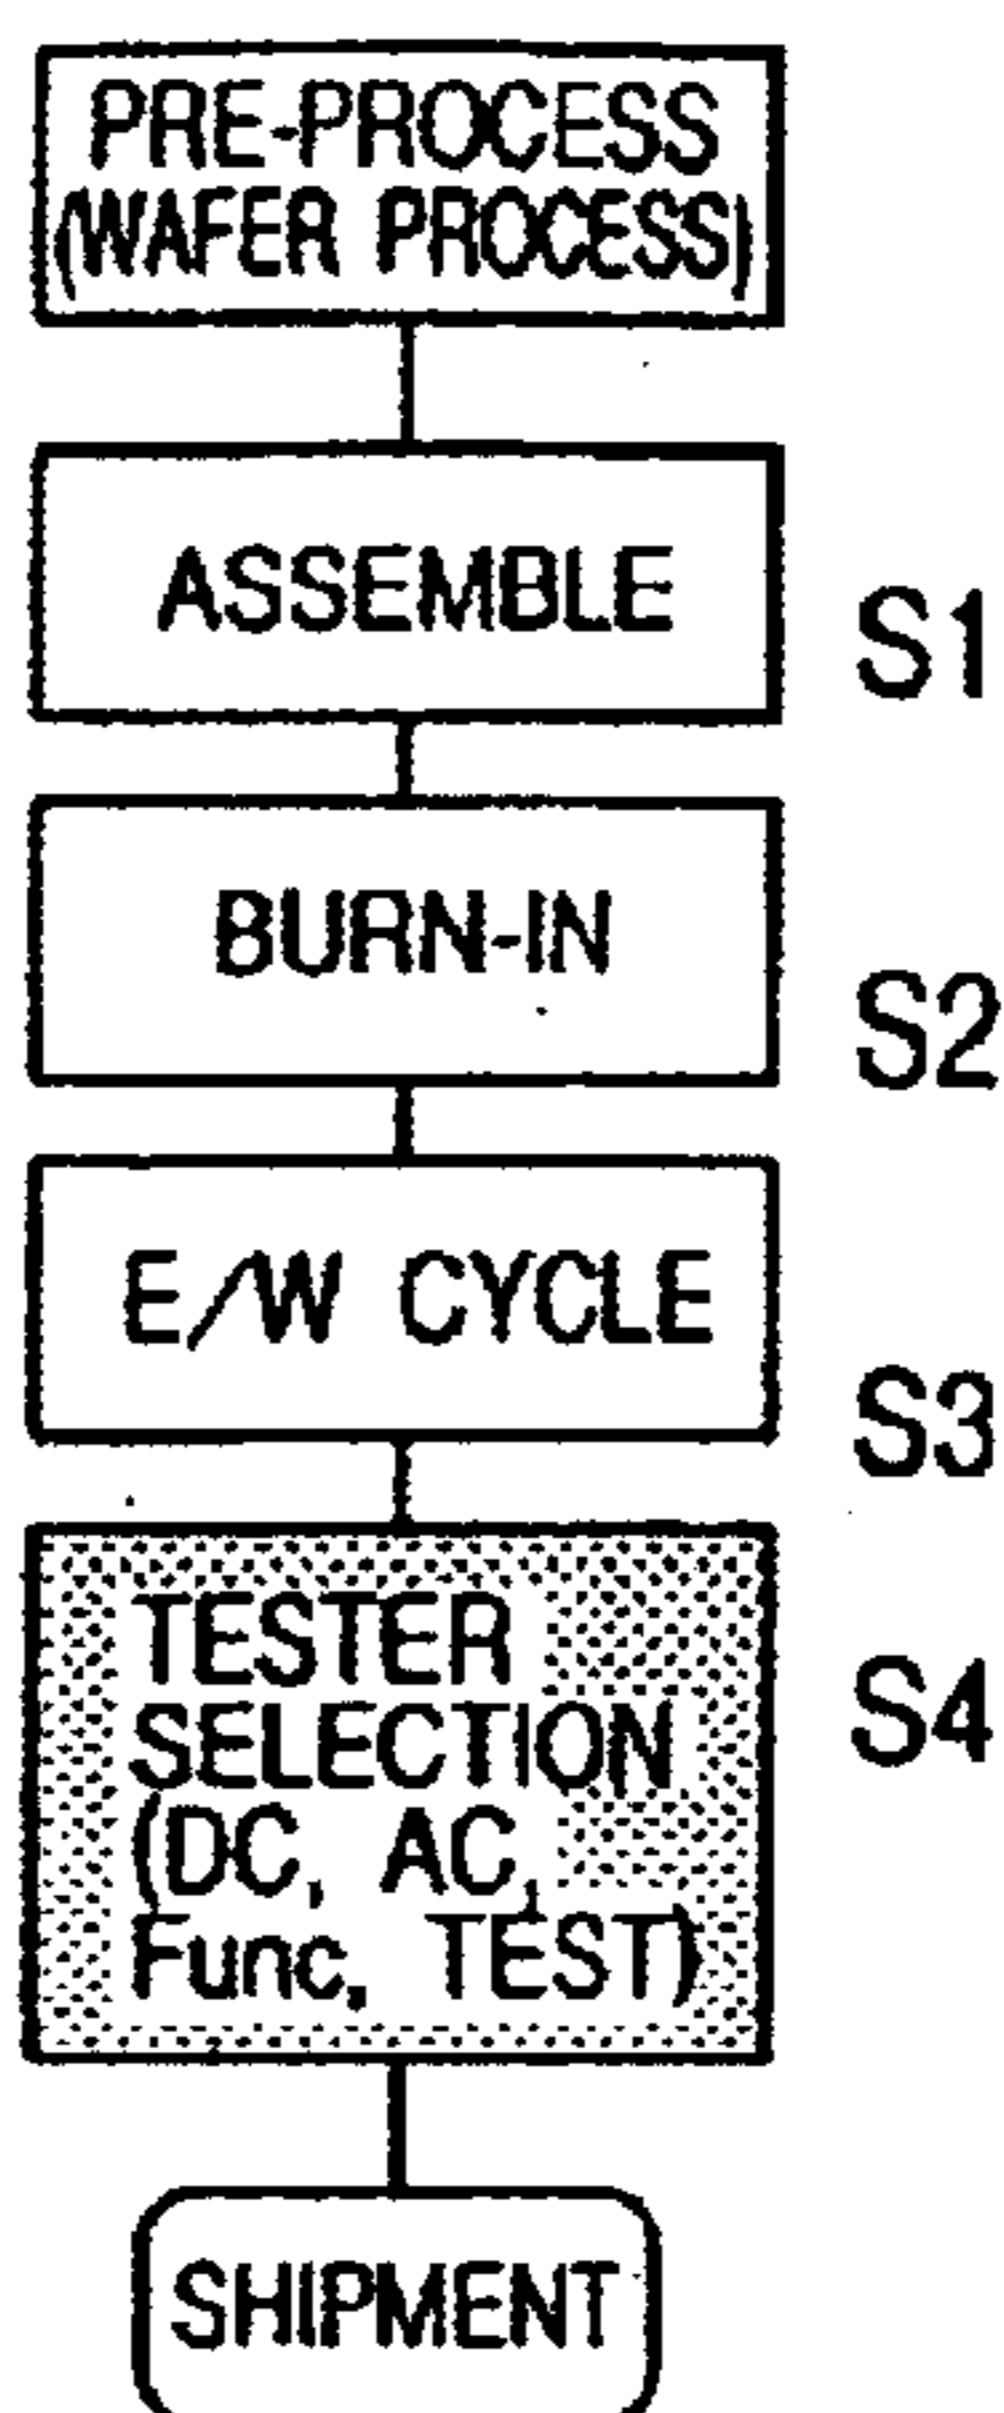 PRE-PROCESS
(WAFER PROCESS)
ASSEMBLE
S1
BURN-IN
S2
E/W CYCLE
S3
TESTER
SELECTION
S4
(DC, AC,
Func, TEST)
SHIPMENT